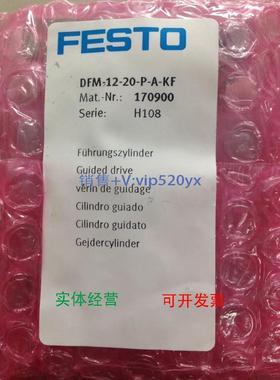 FESTO
DFM-12-20-P-A-KF
Mat.-Nr.: 170900
Serie: H108
Führungszylinder
Guided drive
销售+V:vip520yx
verin de guidage
Cilindro guiado
Cilindro guidato
Gejdercylinder
实体经营 可开发票